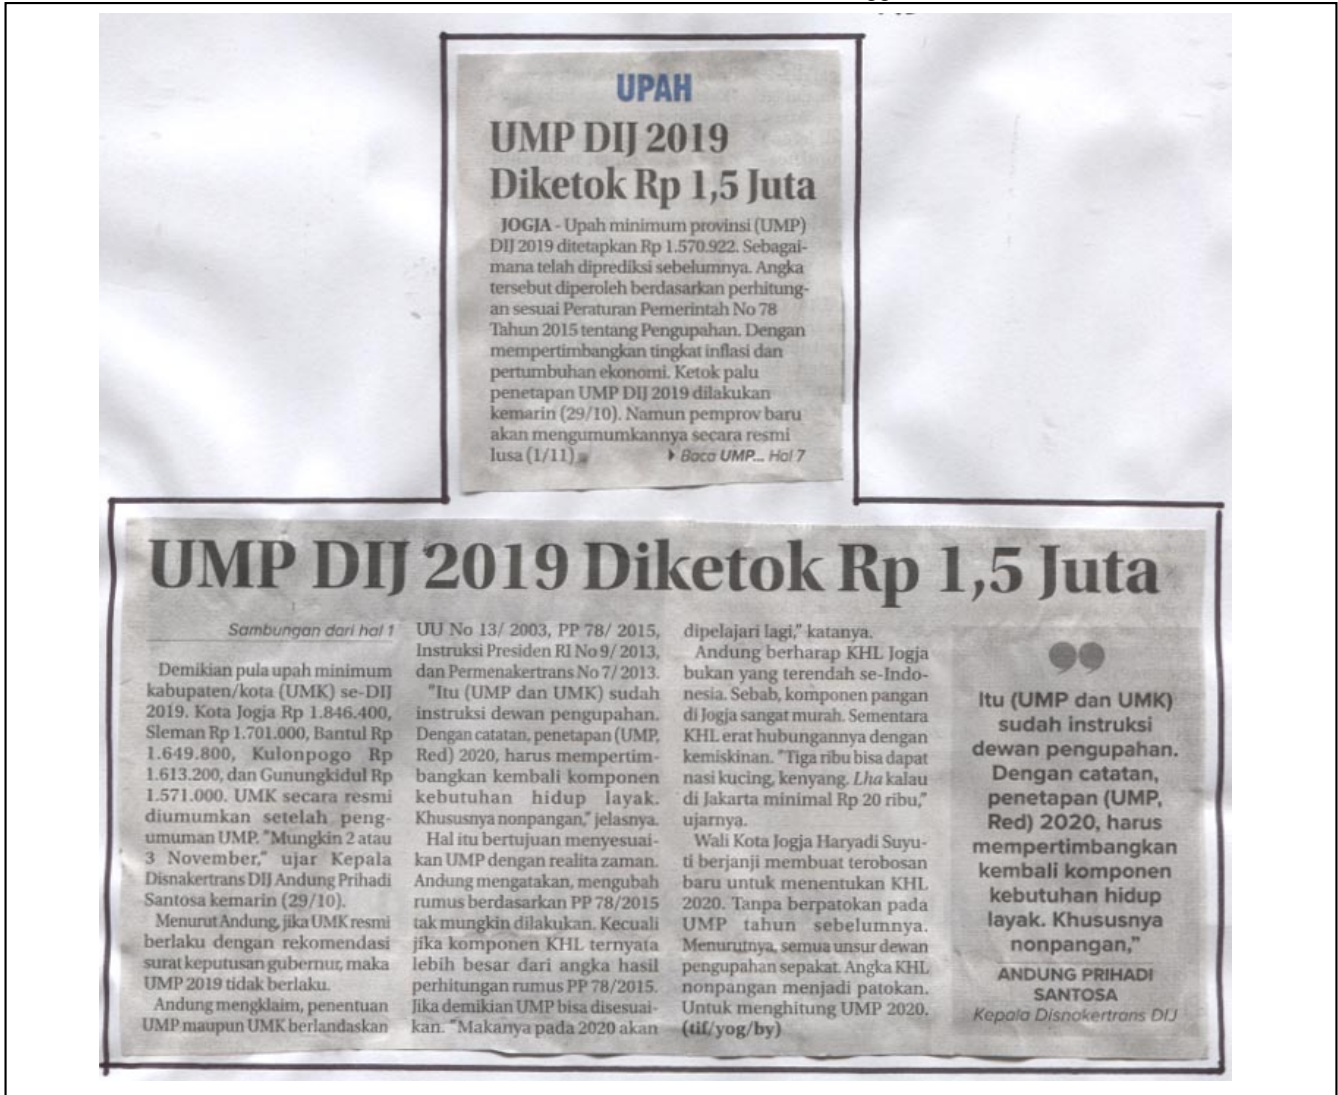 UPAH
UMP DIJ 2019
Diketok Rp 1,5 Juta
JOGJA - Upah minimum provinsi (UMP)
DIJ 2019 ditetapkan Rp 1.570.922. Sebagai-
mana telah diprediksi sebelumnya. Angka
tersebut diperoleh berdasarkan perhitung-
an sesuai Peraturan Pemerintah No 78
Tahun 2015 tentang Pengupahan. Dengan
mempertimbangkan tingkat inflasi dan
pertumbuhan ekonomi. Ketok palu
penetapan UMP DIJ 2019 dilakukan
kemarin (29/10). Namun pemprov baru
akan mengumumkannya secara resmi
lusa (1/11)
Baca UMP... Hal 7
UMP DIJ 2019 Diketok Rp 1,5 Juta
Sambungan dari hal 1
Demikian pula upah minimum
kabupaten/kota (UMK) se-DIJ
2019. Kota Jogja Rp 1.846.400,
Sleman Rp 1.701.000, Bantul Rp
1.649.800, Kulonpogo Rp
1.613.200, dan Gunungkidul Rp
1.571.000. UMK secara resmi
diumumkan setelah peng-
umuman UMP. "Mungkin 2 atau
3 November," ujar Kepala
Disnakertrans DIJ Andung Prihadi
Santosa kemarin (29/10).
Menurut Andung, jika UMK resmi
berlaku dengan rekomendasi
surat keputusan gubernur, maka
UMP 2019 tidak berlaku.
Andung mengklaim, penentuan
UMP maupun UMK berlandaskan
UU No 13/ 2003, PP 78/ 2015,
Instruksi Presiden RI No 9/ 2013,
dan Permenakertrans No 7/ 2013.
"Itu (UMP dan UMK) sudah
instruksi dewan pengupahan.
Dengan catatan, penetapan (UMP,
Red) 2020, harus mempertim-
bangkan kembali komponen
kebutuhan hidup layak.
Khususnya nonpangan," jelasnya.
Hal itu bertujuan menyesuai-
kan UMP dengan realita zaman.
Andung mengatakan, mengubah
rumus berdasarkan PP 78/2015
tak mungkin dilakukan. Kecuali
jika komponen KHL ternyata
lebih besar dari angka hasil
perhitungan rumus PP 78/2015.
Jika demikian UMP bisa disesuai-
kan. "Makanya pada 2020 akan
dipelajari lagi," katanya.
Andung berharap KHL Jogja
bukan yang terendah se-Indo-
nesia. Sebab, komponen pangan
di Jogja sangat murah. Sementara
KHL erat hubungannya dengan
kemiskinan. "Tiga ribu bisa dapat
nasi kucing, kenyang. Lha kalau
di Jakarta minimal Rp 20 ribu,"
ujarnya.
Wali Kota Jogja Haryadi Suyu-
ti berjanji membuat terobosan
baru untuk menentukan KHL
2020. Tanpa berpatokan pada
UMP tahun sebelumnya.
Menurutnya, semua unsur dewan
pengupahan sepakat. Angka KHL
nonpangan menjadi patokan.
Untuk menghitung UMP 2020.
(tif/yog/by)
Itu (UMP dan UMK)
sudah instruksi
dewan pengupahan.
Dengan catatan,
penetapan (UMP,
Red) 2020, harus
mempertimbangkan
kembali komponen
kebutuhan hidup
layak. Khususnya
nonpangan,"
ANDUNG PRIHADI
SANTOSA
Kepala Disnakertrans DIJ